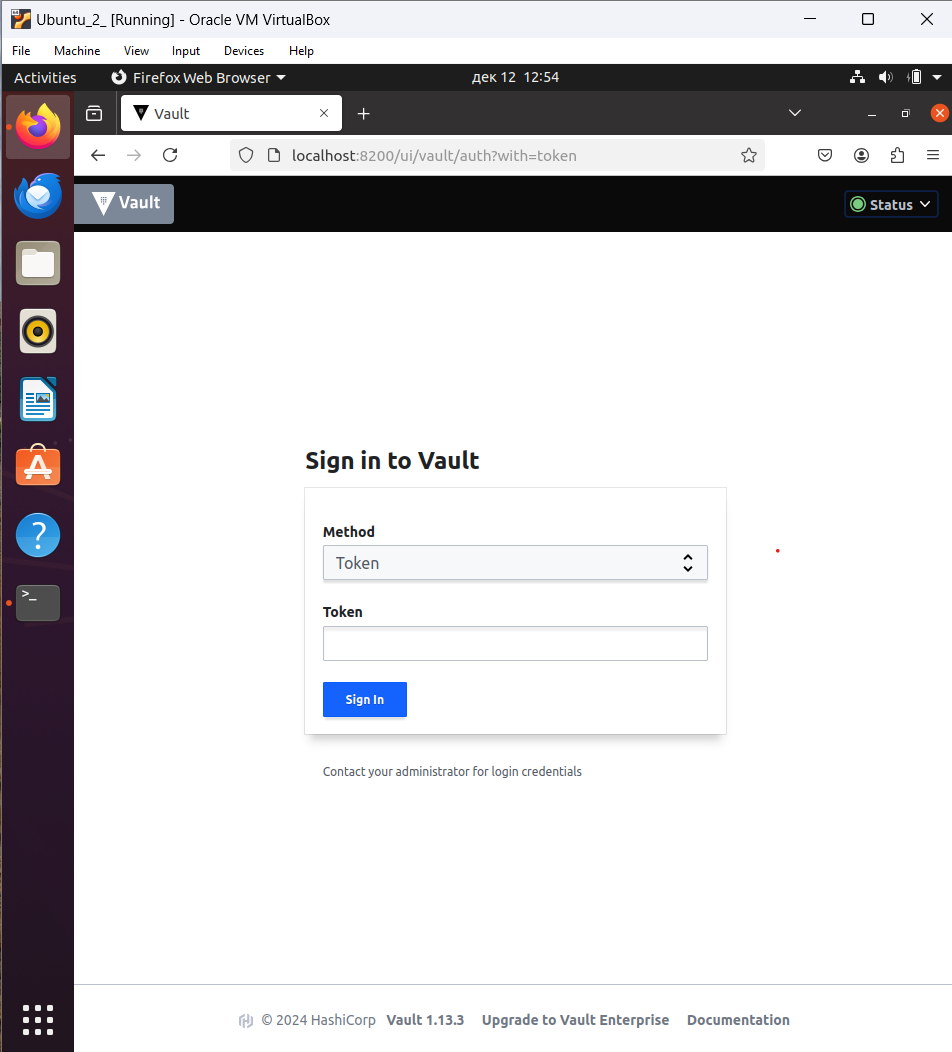 Ubuntu_2_ [Running] - Oracle VM VirtualBox
File Machine View Input Devices Help
Activities Firefox Web Browser дек 12 12:54
Vault
localhost:8200/ui/vault/auth?with=token
Vault Status
Sign in to Vault
Method
Token
Token
Sign In
Contact your administrator for login credentials
© 2024 HashiCorp Vault 1.13.3 Upgrade to Vault Enterprise Documentation